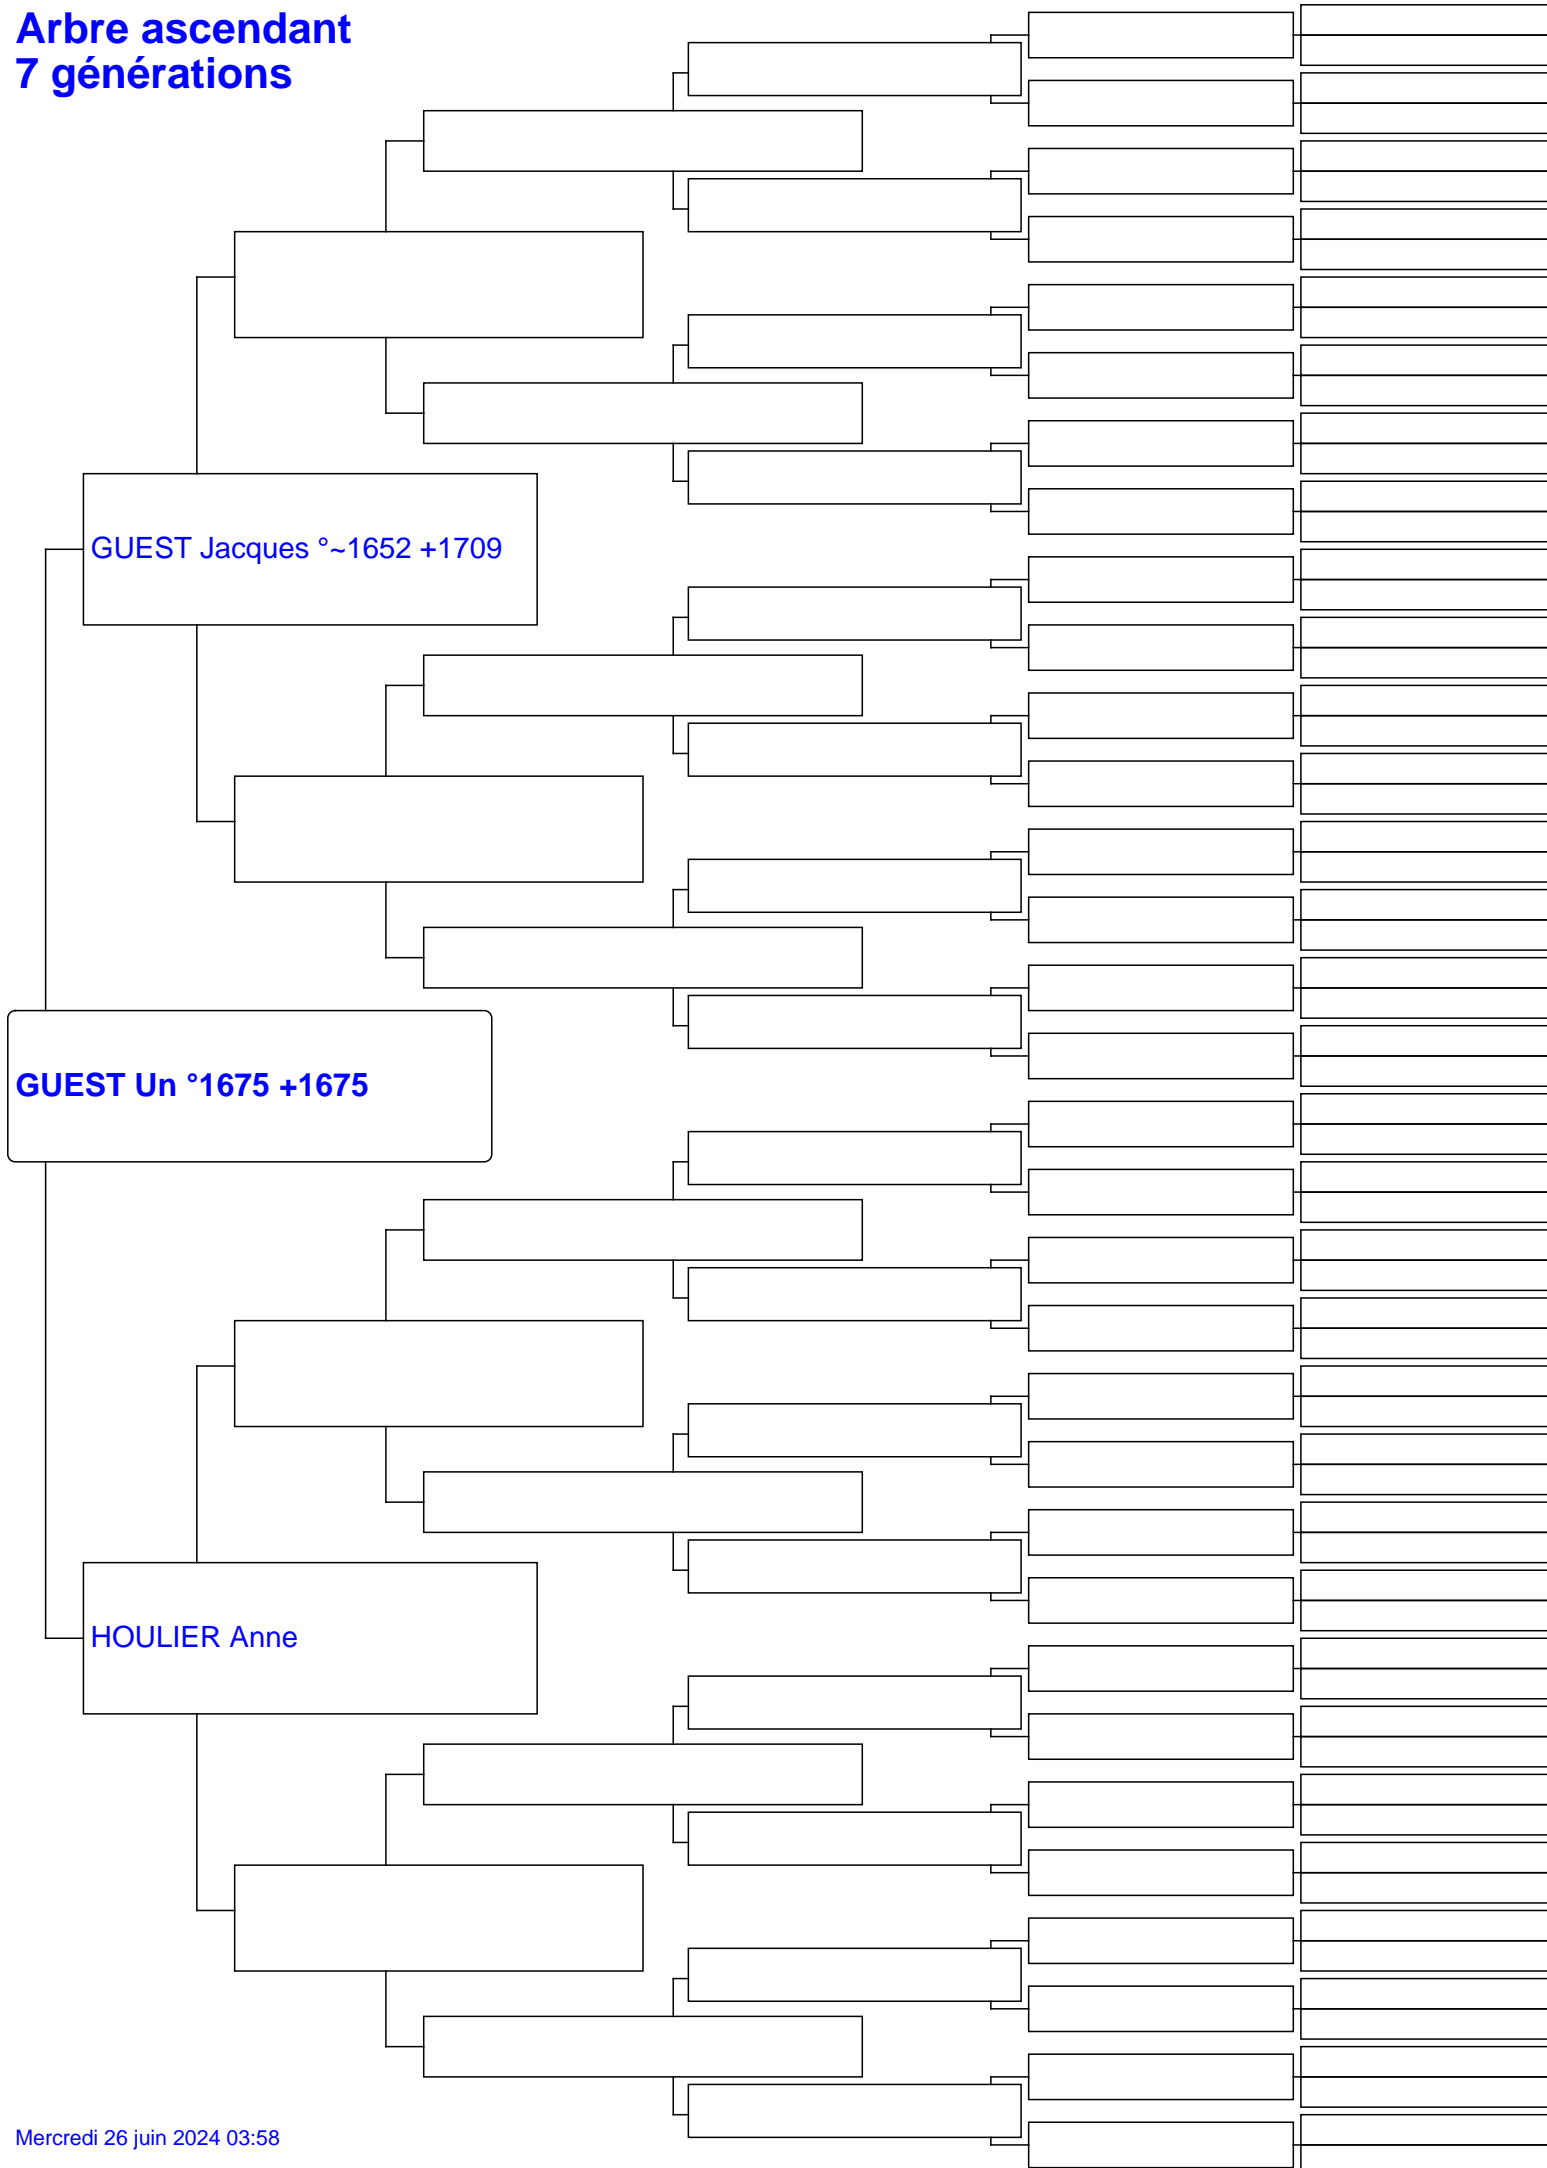 Arbre ascendant
7 générations
GUEST Jacques °~1652 +1709
GUEST Un °1675 +1675
HOULIER Anne
Mercredi 26 juin 2024 03:58